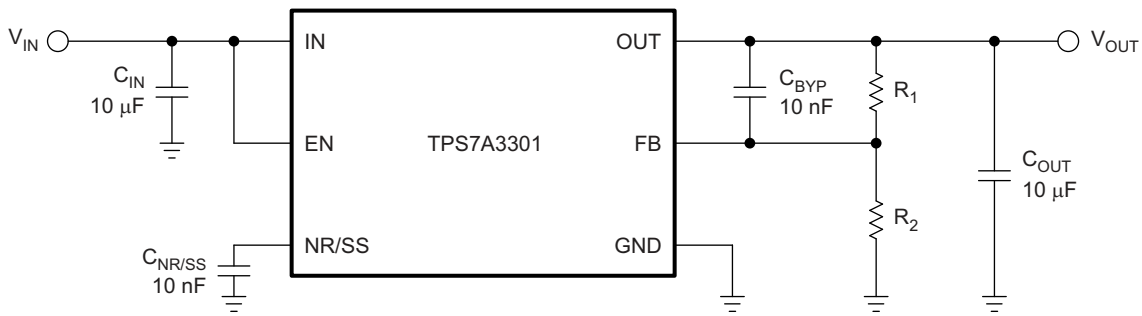 V_IN
C_IN
10 μF
IN
EN
NR/SS
C_NR/SS
10 nF
TPS7A3301
OUT
FB
GND
C_BYP
10 nF
R_1
R_2
C_OUT
10 μF
V_OUT